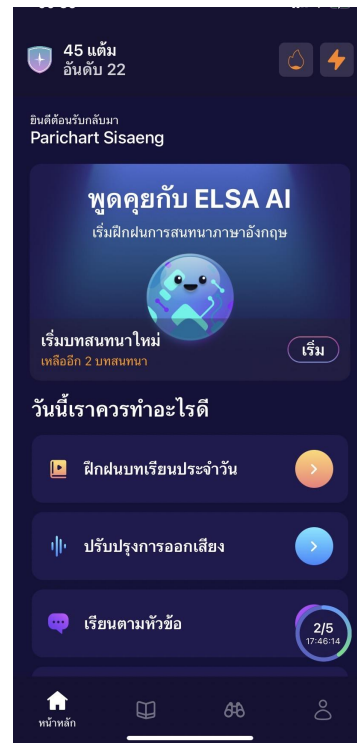 45 แต้ม
อันดับ 22
ยินดีต้อนรับกลับมา
Parichart Sisaeng
พูดคุยกับ ELSA AI
เริ่มฝึกฝนการสนทนาภาษาอังกฤษ
เริ่มบทสนทนาใหม่
เหลืออีก 2 บทสนทนา
เริ่ม
วันนี้เราควรทำอะไรดี
ฝึกฝนบทเรียนประจำวัน
ปรับปรุงการออกเสียง
เรียนตามหัวข้อ
2/5
17:46:14
หน้าหลัก